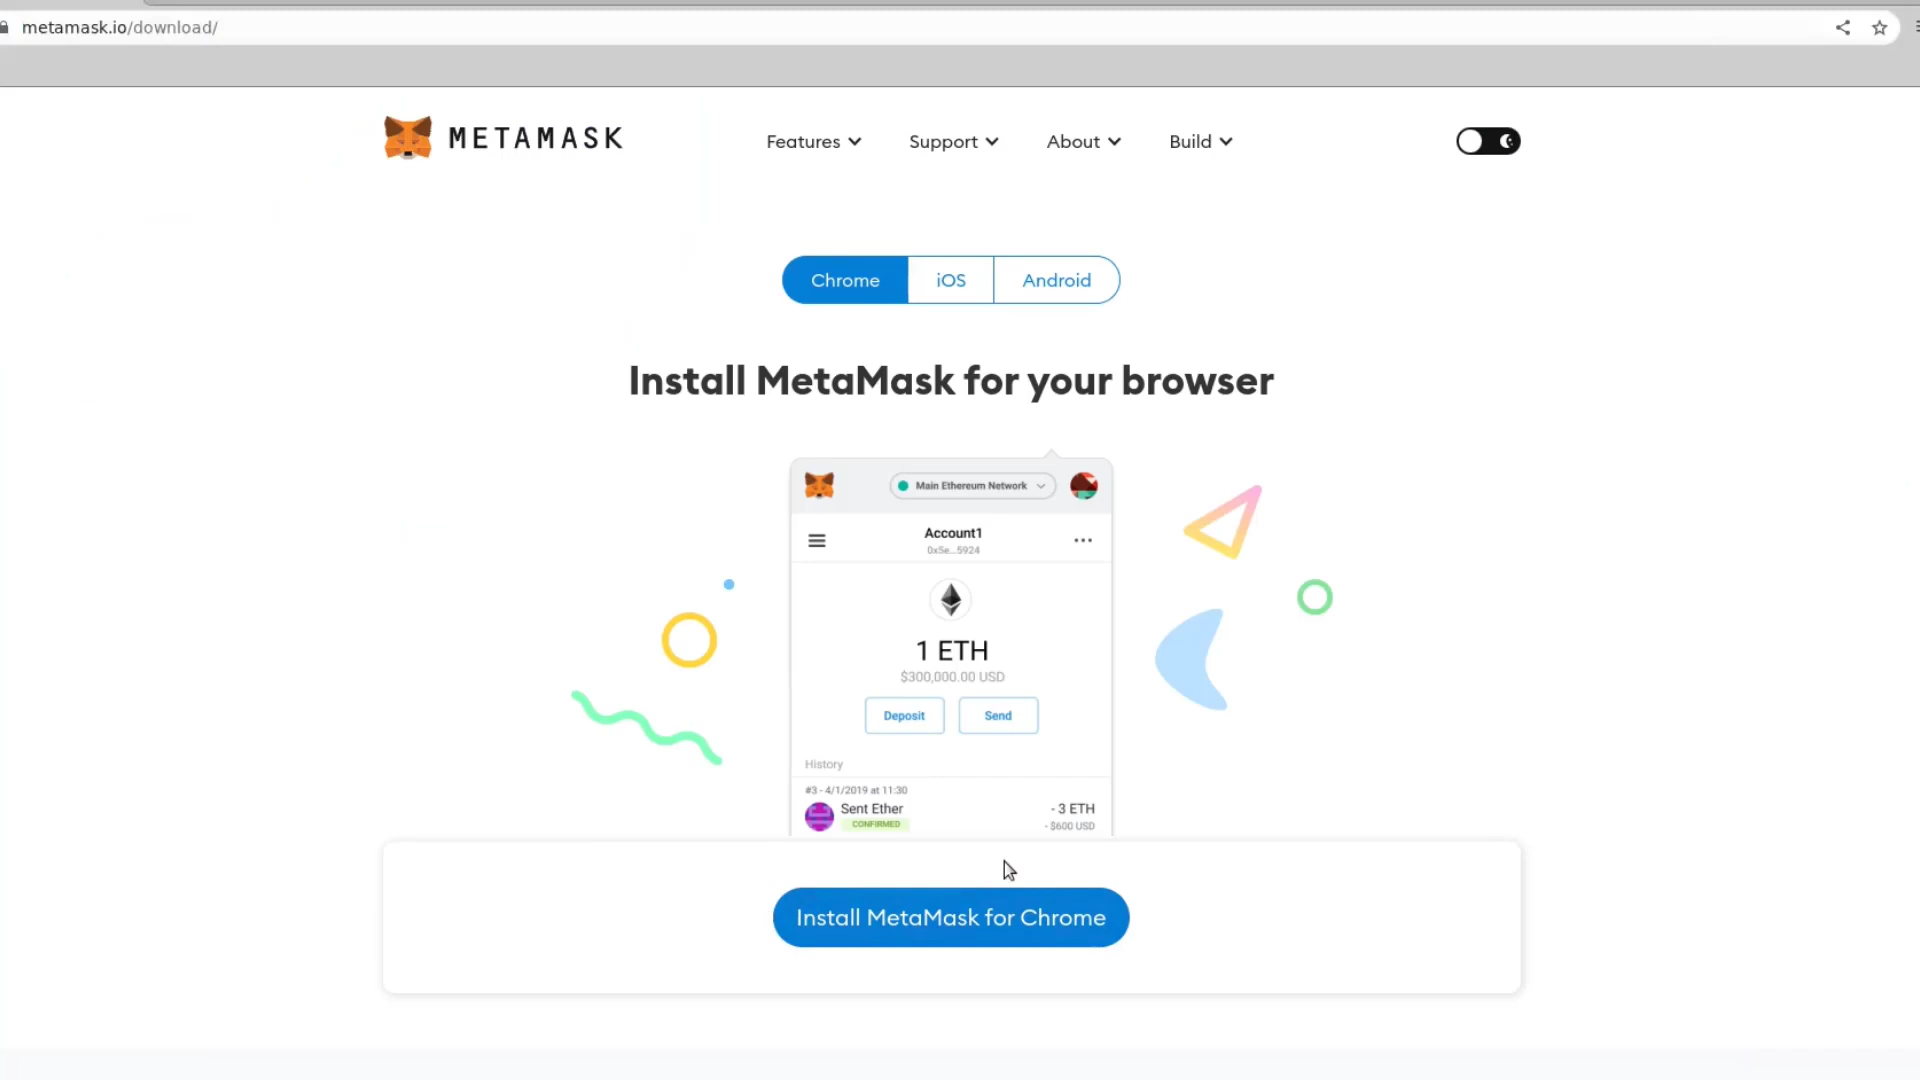 metamask.io/download/
METAMASK
Features
Support
About
Build
Chrome
iOS
Android
Install MetaMask for your browser
Main Ethereum Network
Account1
0x5e...5924
1 ETH
$300,000.00 USD
Deposit
Send
History
#3 - 4/1/2019 at 11:30
Sent Ether
- 3 ETH
CONFIRMED
- $600 USD
Install MetaMask for Chrome